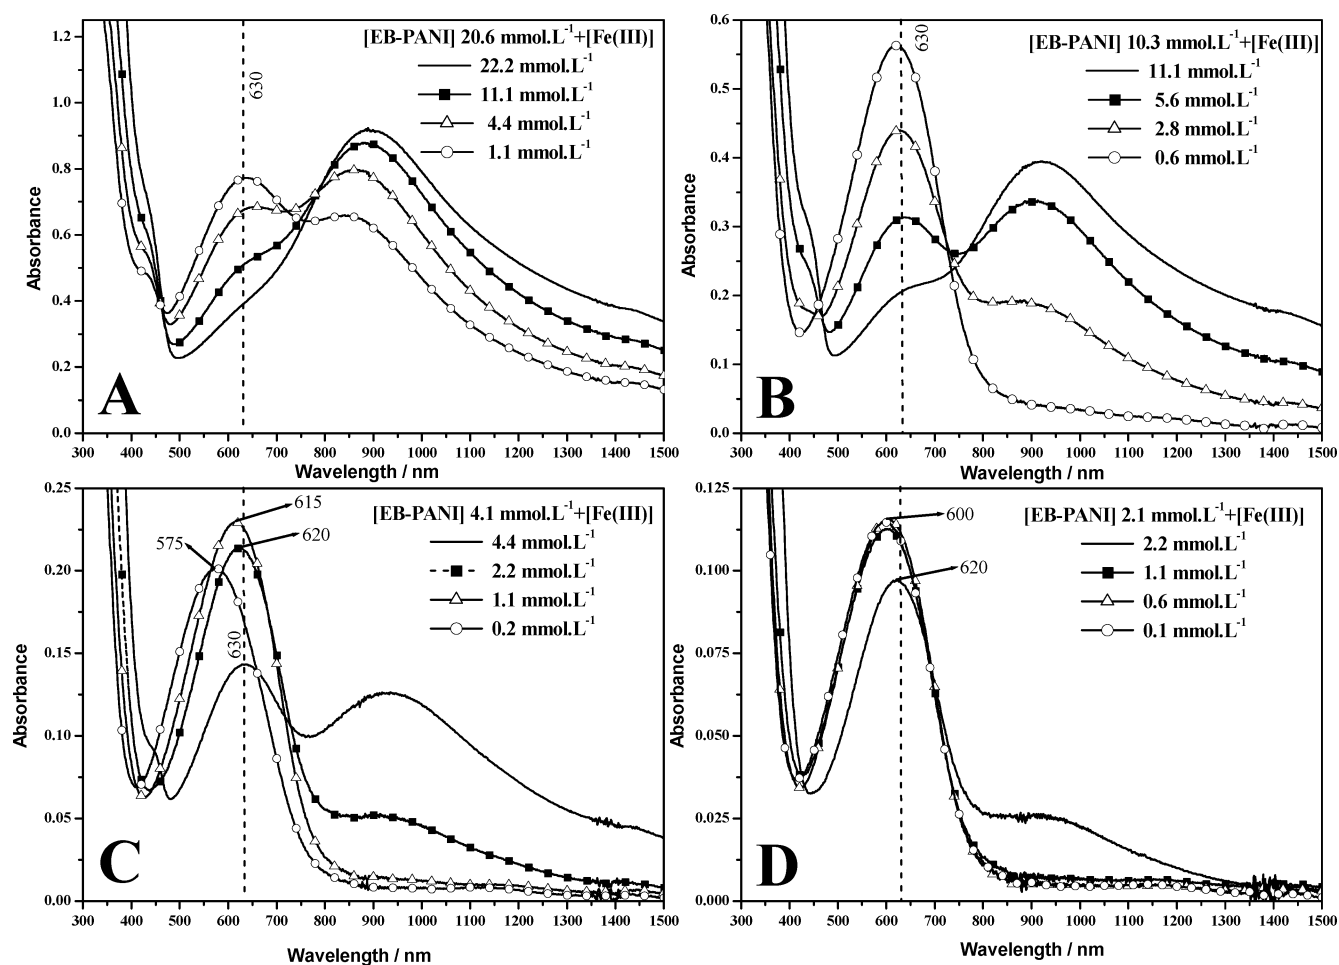 [EB-PANI] 20.6 mmol.L⁻¹+[Fe(III)]
22.2 mmol.L⁻¹
11.1 mmol.L⁻¹
4.4 mmol.L⁻¹
1.1 mmol.L⁻¹
630
1.2
1.0
0.8
0.6
0.4
0.2
0.0
Absorbance
A
300 400 500 600 700 800 900 1000 1100 1200 1300 1400 1500
Wavelength / nm
[EB-PANI] 10.3 mmol.L⁻¹+[Fe(III)]
11.1 mmol.L⁻¹
5.6 mmol.L⁻¹
2.8 mmol.L⁻¹
0.6 mmol.L⁻¹
630
0.6
0.5
0.4
0.3
0.2
0.1
0.0
Absorbance
B
300 400 500 600 700 800 900 1000 1100 1200 1300 1400 1500
Wavelength / nm
[EB-PANI] 4.1 mmol.L⁻¹+[Fe(III)]
4.4 mmol.L⁻¹
2.2 mmol.L⁻¹
1.1 mmol.L⁻¹
0.2 mmol.L⁻¹
615
620
575
630
0.25
0.20
0.15
0.10
0.05
0.00
Absorbance
C
300 400 500 600 700 800 900 1000 1100 1200 1300 1400 1500
Wavelength / nm
[EB-PANI] 2.1 mmol.L⁻¹+[Fe(III)]
2.2 mmol.L⁻¹
1.1 mmol.L⁻¹
0.6 mmol.L⁻¹
0.1 mmol.L⁻¹
600
620
0.125
0.100
0.075
0.050
0.025
0.000
Absorbance
D
300 400 500 600 700 800 900 1000 1100 1200 1300 1400 1500
Wavelength / nm